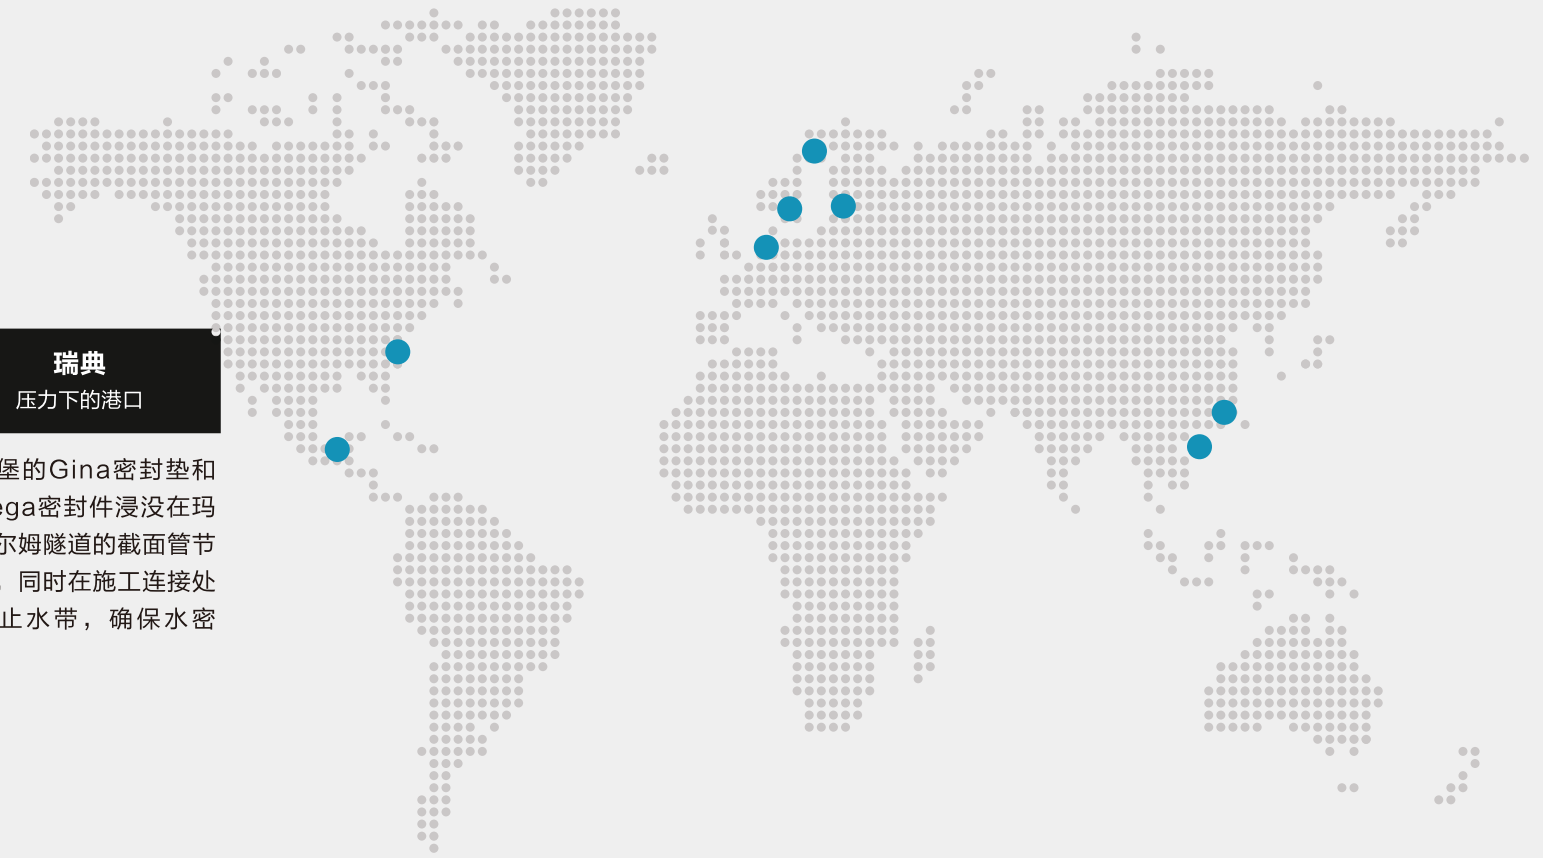 瑞典
压力下的港口
堡的Gina密封垫和
ega密封件浸没在玛
尔姆隧道的截面管节
，同时在施工连接处
止水带，确保水密